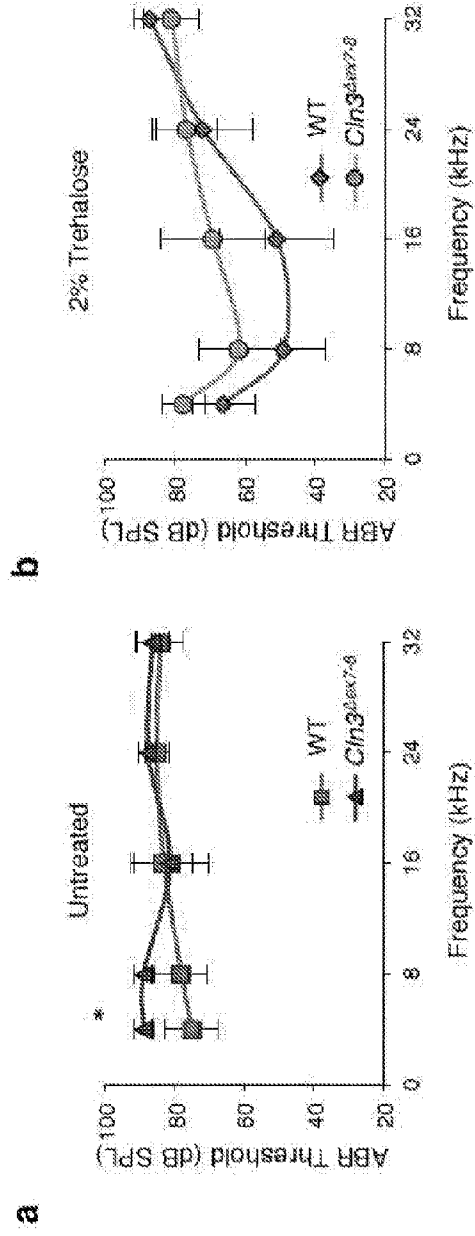 a
Untreated
*
ABR Threshold (dB SPL)
100
80
60
40
20
0
8
16
24
32
Frequency (kHz)
WT
Cln3Δex7-8
b
2% Trehalose
ABR Threshold (dB SPL)
100
80
60
40
20
0
8
16
24
32
Frequency (kHz)
WT
Cln3Δex7-8